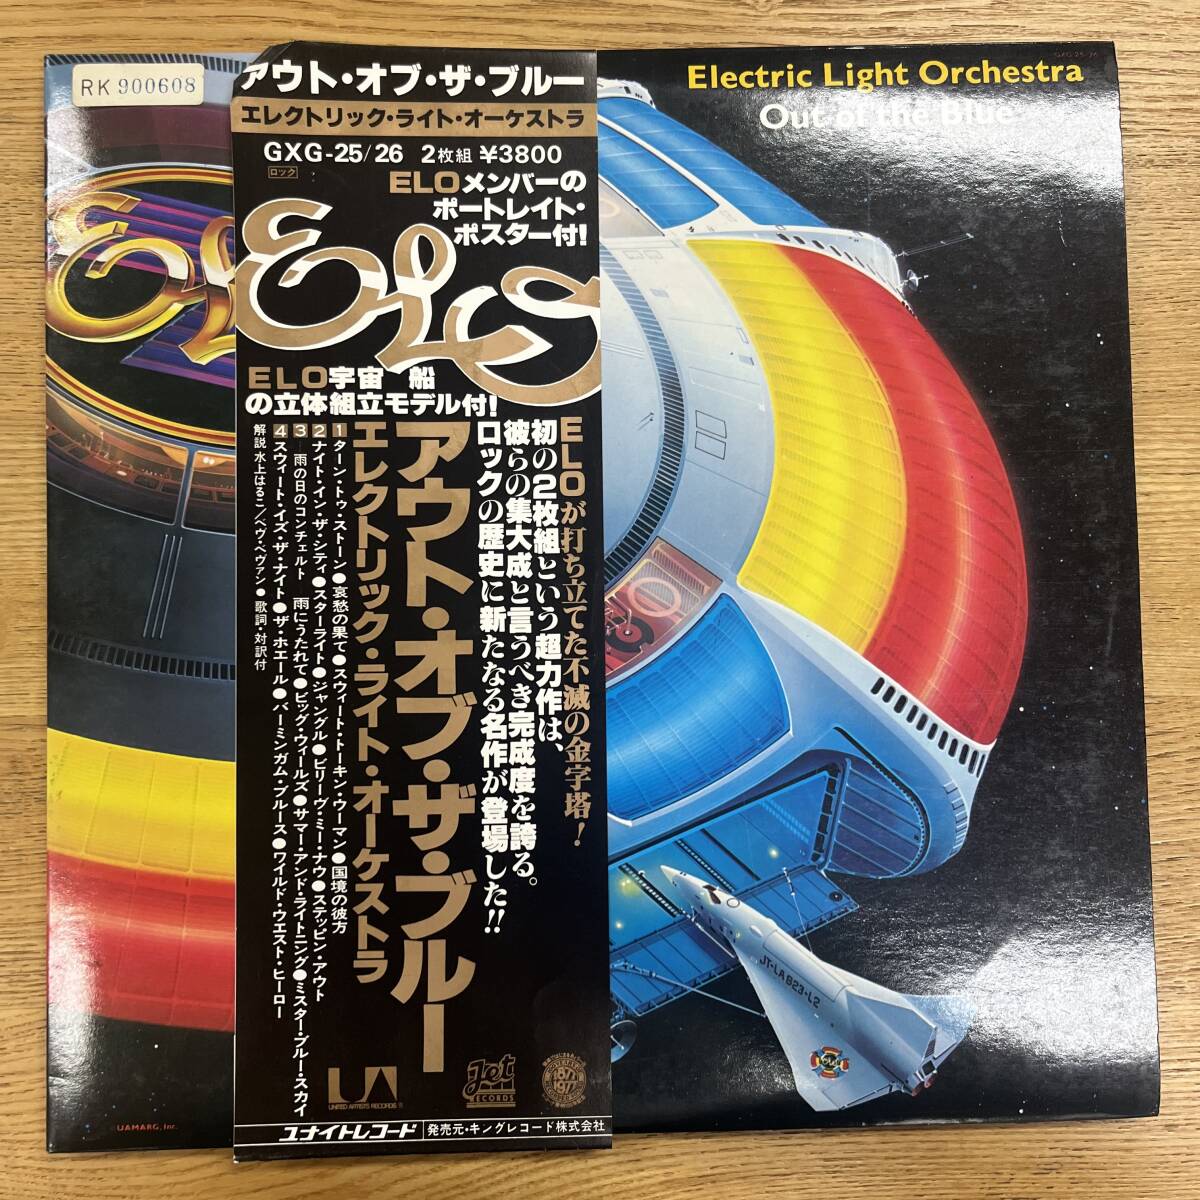 RK 900608
アウト・オブ・ザ・ブルー
エレクトリック・ライト・オーケストラ
GXG-25/26 2枚組 ¥3800
ロック
ELOメンバーの
ポートレイト・
ポスター付!
ELO
ELO宇宙船
の立体組立モデル付!
ELOが打ち立てた不滅の金字塔!
初の2枚組という超力作は、
彼らの集大成と言うべき完成度を誇る。
ロックの歴史に新たなる名作が登場した!!
アウト・オブ・ザ・ブルー
エレクトリック・ライト・オーケストラ
1 ターン・トゥ・ストーン●哀愁の果て●スウィート・トーキン・ウーマン●国境の彼方
2 ナイト・イン・ザ・シティ●スターライト●ジャングル●ビリーヴ・ミー・ナウ●ステッピン・アウト
3 —雨の日のコンチェルト 雨にうたれて●ビッグ・ウィールズ●サマー・アンド・ライトニング●ミスター・ブルー・スカイ
4 スウィート・イズ・ザ・ナイト●ザ・ホエール●バーミンガム・ブルース●ワイルド・ウエスト・ヒーロー
解説 水上はるこ/ベヴ・ベヴァン●歌詞・対訳付
UA
UNITED ARTISTS RECORDS ®
Jet
RECORDS
1877
1977
ユナイトレコード 発売元・キングレコード株式会社
GXG-25/26
Electric Light Orchestra
Out of the Blue
JT-LA823-L2
©UAMARG, Inc.